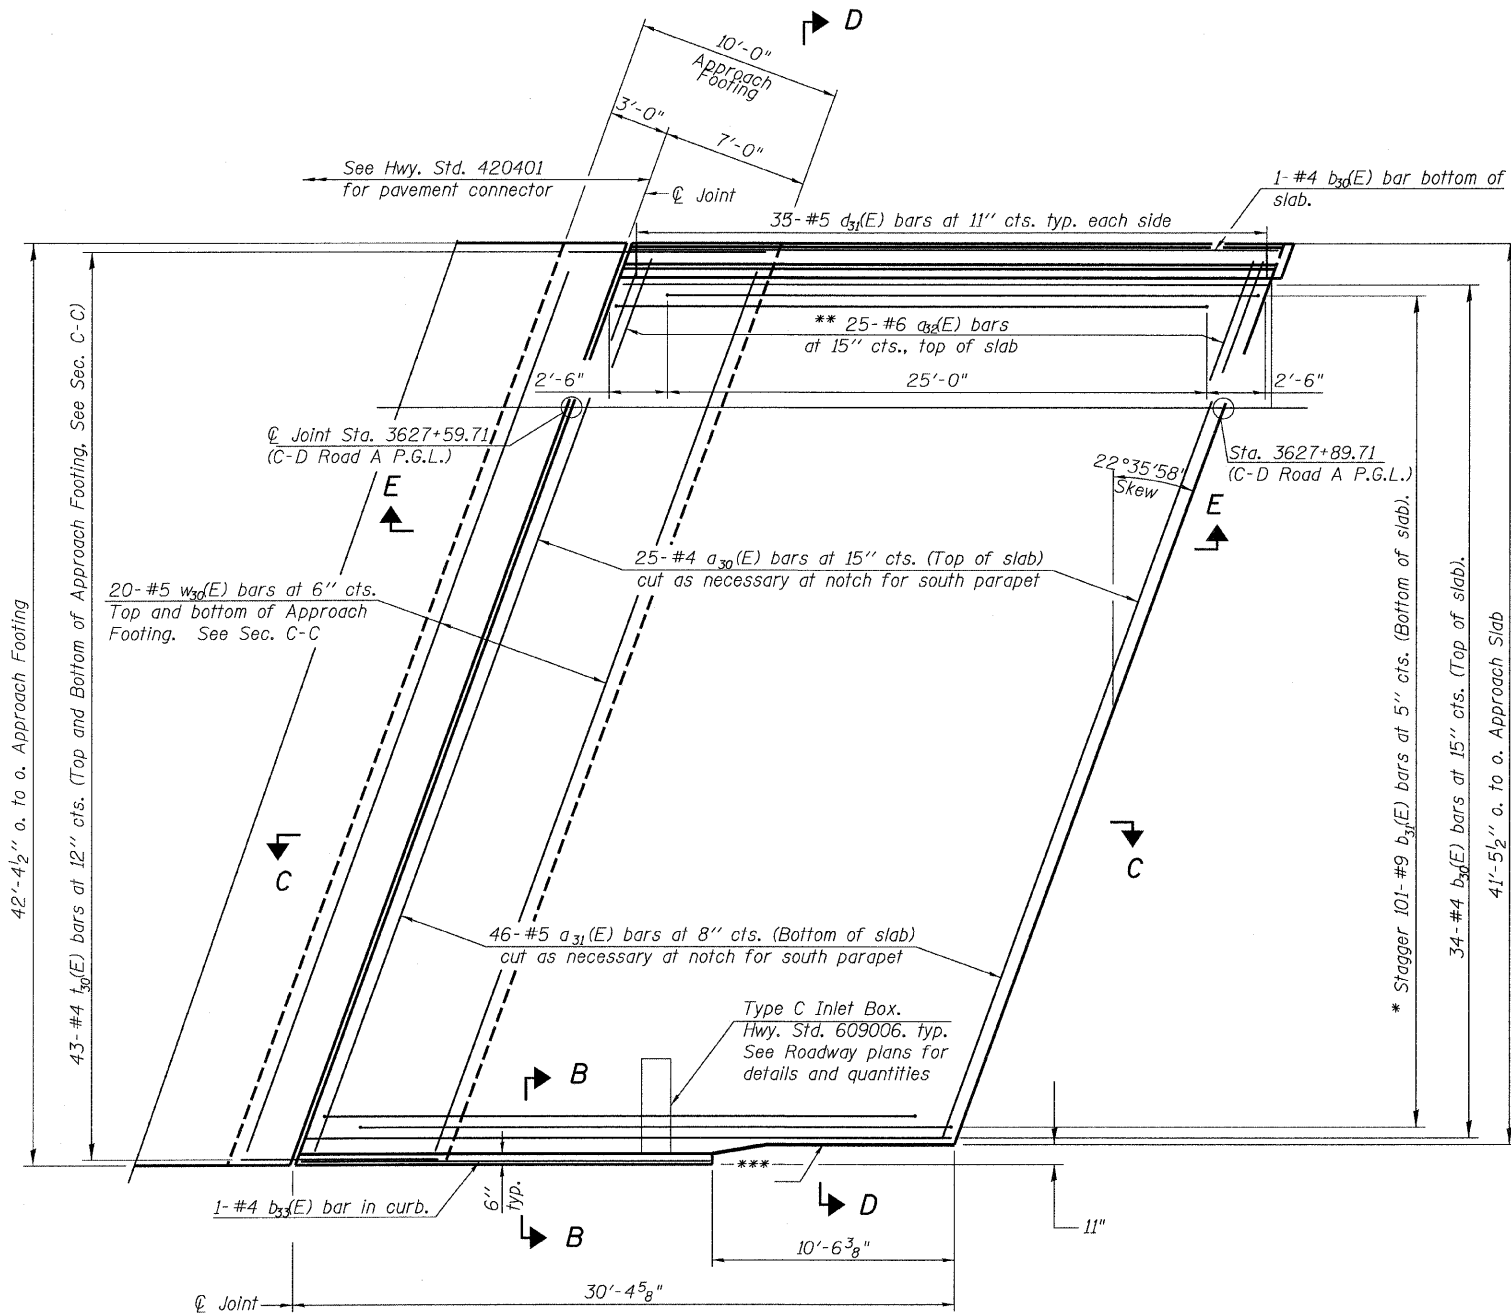 D
10'-0"
Approach
Footing
3'-0"
7'-0"
See Hwy. Std. 420401
for pavement connector
℄ Joint
1-#4 b30(E) bar bottom of
slab.
35-#5 d31(E) bars at 11" cts. typ. each side
** 25-#6 a32(E) bars
at 15" cts., top of slab
2'-6"
25'-0"
2'-6"
℄ Joint Sta. 3627+59.71
(C-D Road A P.G.L.)
Sta. 3627+89.71
(C-D Road A P.G.L.)
22°35'58"
Skew
E
E
25-#4 a30(E) bars at 15" cts. (Top of slab)
cut as necessary at notch for south parapet
20-#5 w30(E) bars at 6" cts.
Top and bottom of Approach
Footing. See Sec. C-C
42'-4½" o. to o. Approach Footing
43-#4 t30(E) bars at 12" cts. (Top and Bottom of Approach Footing, See Sec. C-C)
* Stagger 101-#9 b31(E) bars at 5" cts. (Bottom of slab).
34-#4 b30(E) bars at 15" cts. (Top of slab).
41'-5½" o. to o. Approach Slab
C
C
46-#5 a31(E) bars at 8" cts. (Bottom of slab)
cut as necessary at notch for south parapet
Type C Inlet Box.
Hwy. Std. 609006. typ.
See Roadway plans for
details and quantities
B
***
1-#4 b33(E) bar in curb.
6"
typ.
B
D
11"
10'-6⅜"
30'-4⅝"
℄ Joint